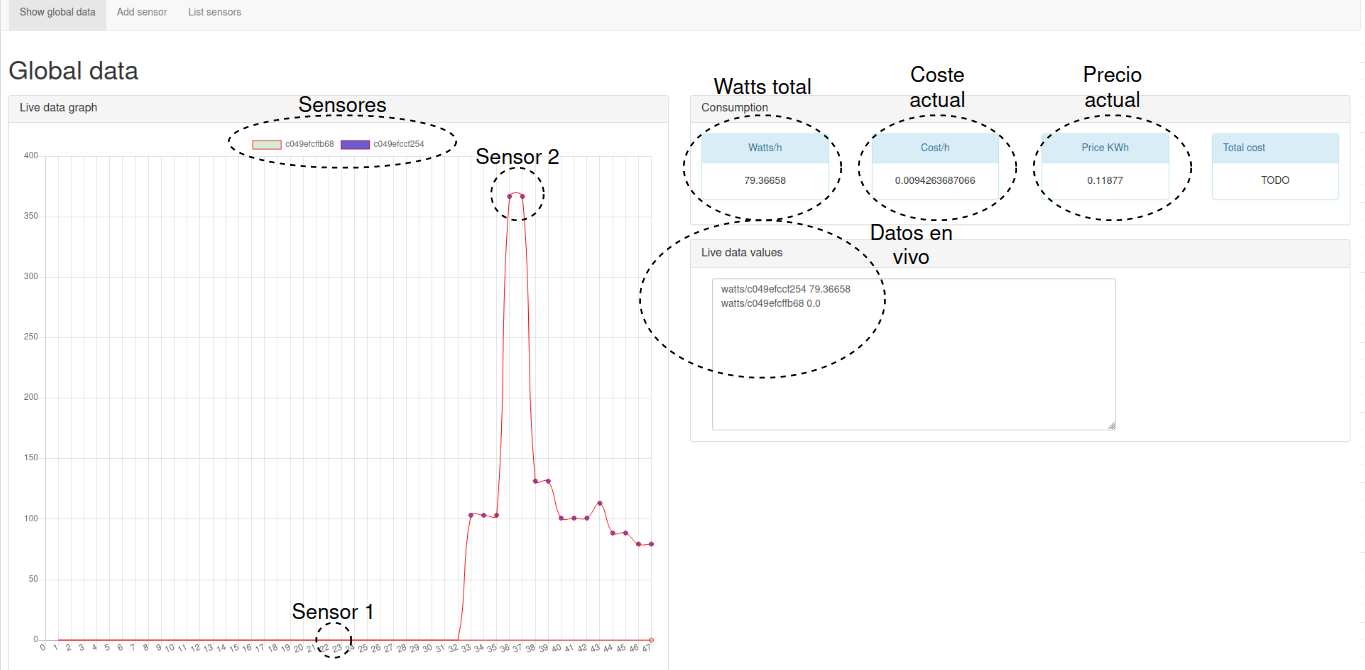 Show global data Add sensor List sensors
Global data
Live data graph
Sensores
c049efcffb68 c049efccf254
Sensor 2
400
350
300
250
200
150
100
50
0
Sensor 1
0 1 2 3 4 5 6 7 8 9 10 11 12 13 14 15 16 17 18 19 20 21 22 23 24 25 26 27 28 29 30 31 32 33 34 35 36 37 38 39 40 41 42 43 44 45 46 47
Watts total
Coste
actual
Precio
actual
Consumption
Watts/h
79.36658
Cost/h
0.0094263687066
Price KWh
0.11877
Total cost
TODO
Datos en
vivo
Live data values
watts/c049efccf254 79.36658
watts/c049efcffb68 0.0